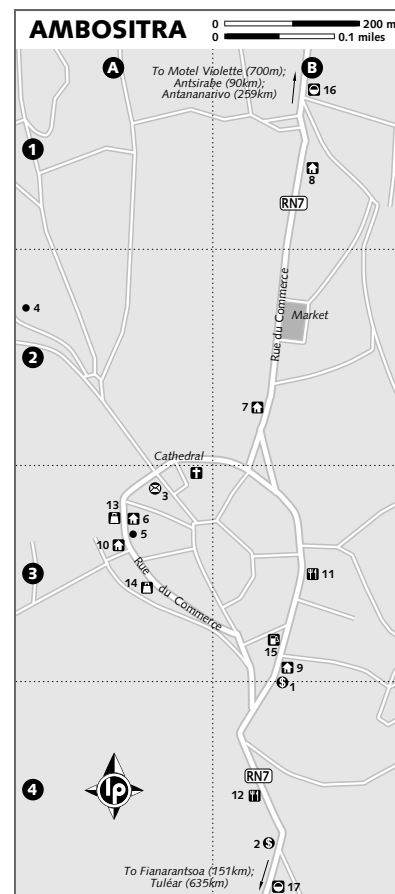 AMBOSITRA
0 200 m
0 0.1 miles
A
B
To Motel Violette (700m);
Antsirabe (90km);
Antananarivo (259km)
16
1
8
RN7
Rue du Commerce
4
Market
2
7
Cathedral
3
13
6
5
10
3
11
14
Rue du Commerce
15
9
1
RN7
4
lp
12
2
To Fianarantsoa (151km);
Tuléar (635km)
17